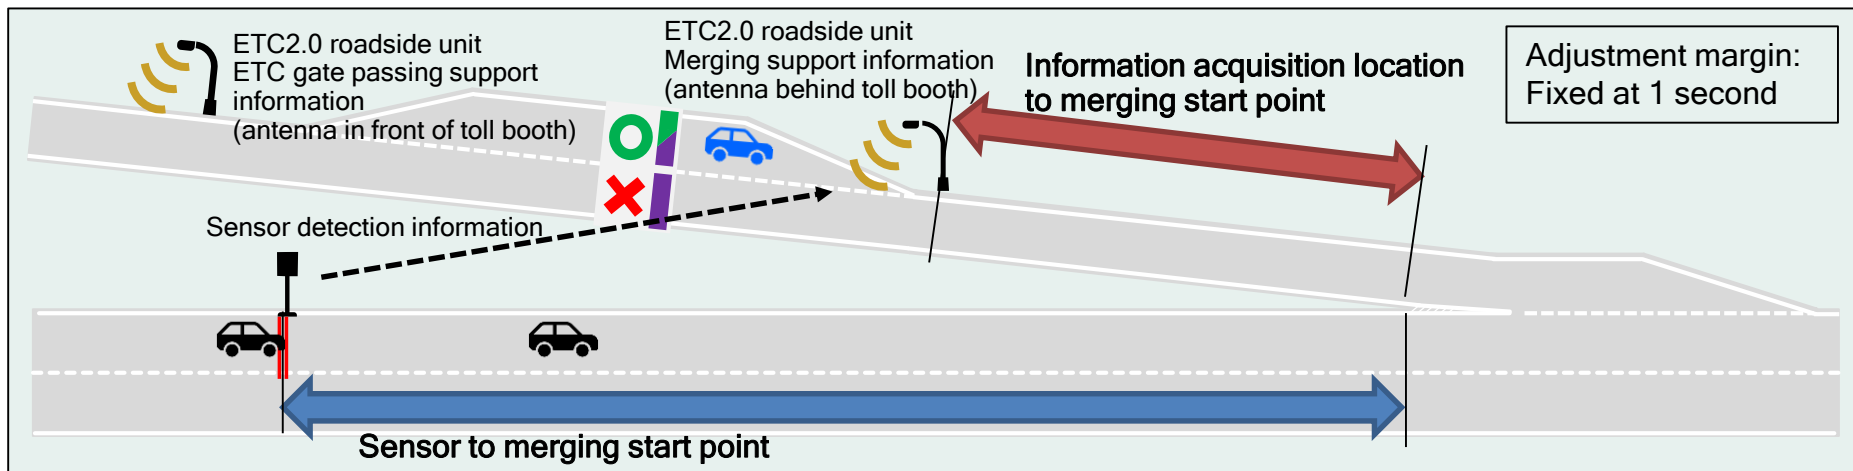 ETC2.0 roadside unit
ETC gate passing support
information
(antenna in front of toll booth)
ETC2.0 roadside unit
Merging support information
(antenna behind toll booth)
Information acquisition location
to merging start point
Adjustment margin:
Fixed at 1 second
Sensor detection information
Sensor to merging start point